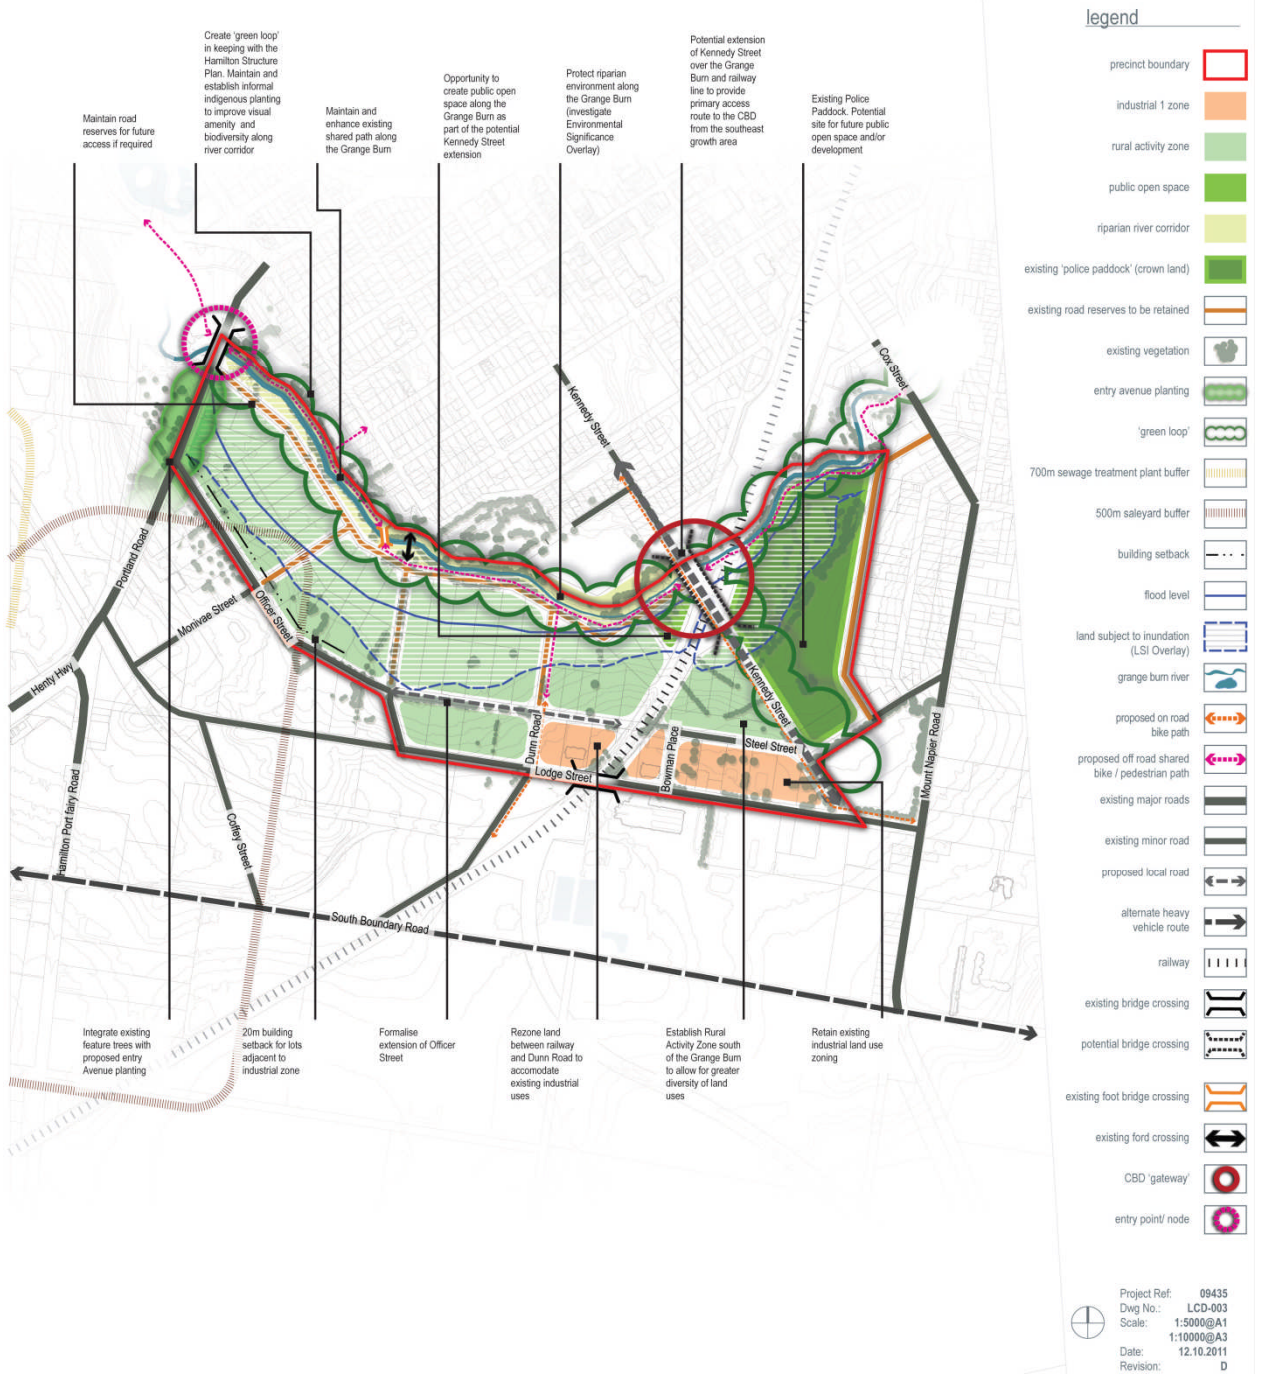 Create 'green loop'
in keeping with the
Hamilton Structure
Plan. Maintain and
establish informal
indigenous planting
to improve visual
amenity and
biodiversity along
river corridor
Maintain road
reserves for future
access if required
Maintain and
enhance existing
shared path along
the Grange Burn
Opportunity to
create public open
space along the
Grange Burn as
part of the potential
Kennedy Street
extension
Protect riparian
environment along
the Grange Burn
(investigate
Environmental
Significance
Overlay)
Potential extension
of Kennedy Street
over the Grange
Burn and railway
line to provide
primary access
route to the CBD
from the southeast
growth area
Existing Police
Paddock. Potential
site for future public
open space and/or
development
Cox Street
Kennedy Street
Portland Road
Monivae Street
Officer Street
Henty Hwy
Hamilton Port fairy Road
Coffey Street
Dunn Road
Lodge Street
Bowman Place
Steel Street
Kennedy Street
Mount Napier Road
South Boundary Road
Integrate existing
feature trees with
proposed entry
Avenue planting
20m building
setback for lots
adjacent to
industrial zone
Formalise
extension of Officer
Street
Rezone land
between railway
and Dunn Road to
accomodate
existing industrial
uses
Establish Rural
Activity Zone south
of the Grange Burn
to allow for greater
diversity of land
uses
Retain existing
industrial land use
zoning
legend
precinct boundary
industrial 1 zone
rural activity zone
public open space
riparian river corridor
existing 'police paddock' (crown land)
existing road reserves to be retained
existing vegetation
entry avenue planting
'green loop'
700m sewage treatment plant buffer
500m saleyard buffer
building setback
flood level
land subject to inundation
(LSI Overlay)
grange burn river
proposed on road
bike path
proposed off road shared
bike / pedestrian path
existing major roads
existing minor road
proposed local road
alternate heavy
vehicle route
railway
existing bridge crossing
potential bridge crossing
existing foot bridge crossing
existing ford crossing
CBD 'gateway'
entry point/ node
Project Ref: 09435
Dwg No.: LCD-003
Scale: 1:5000@A1
1:10000@A3
Date: 12.10.2011
Revision: D